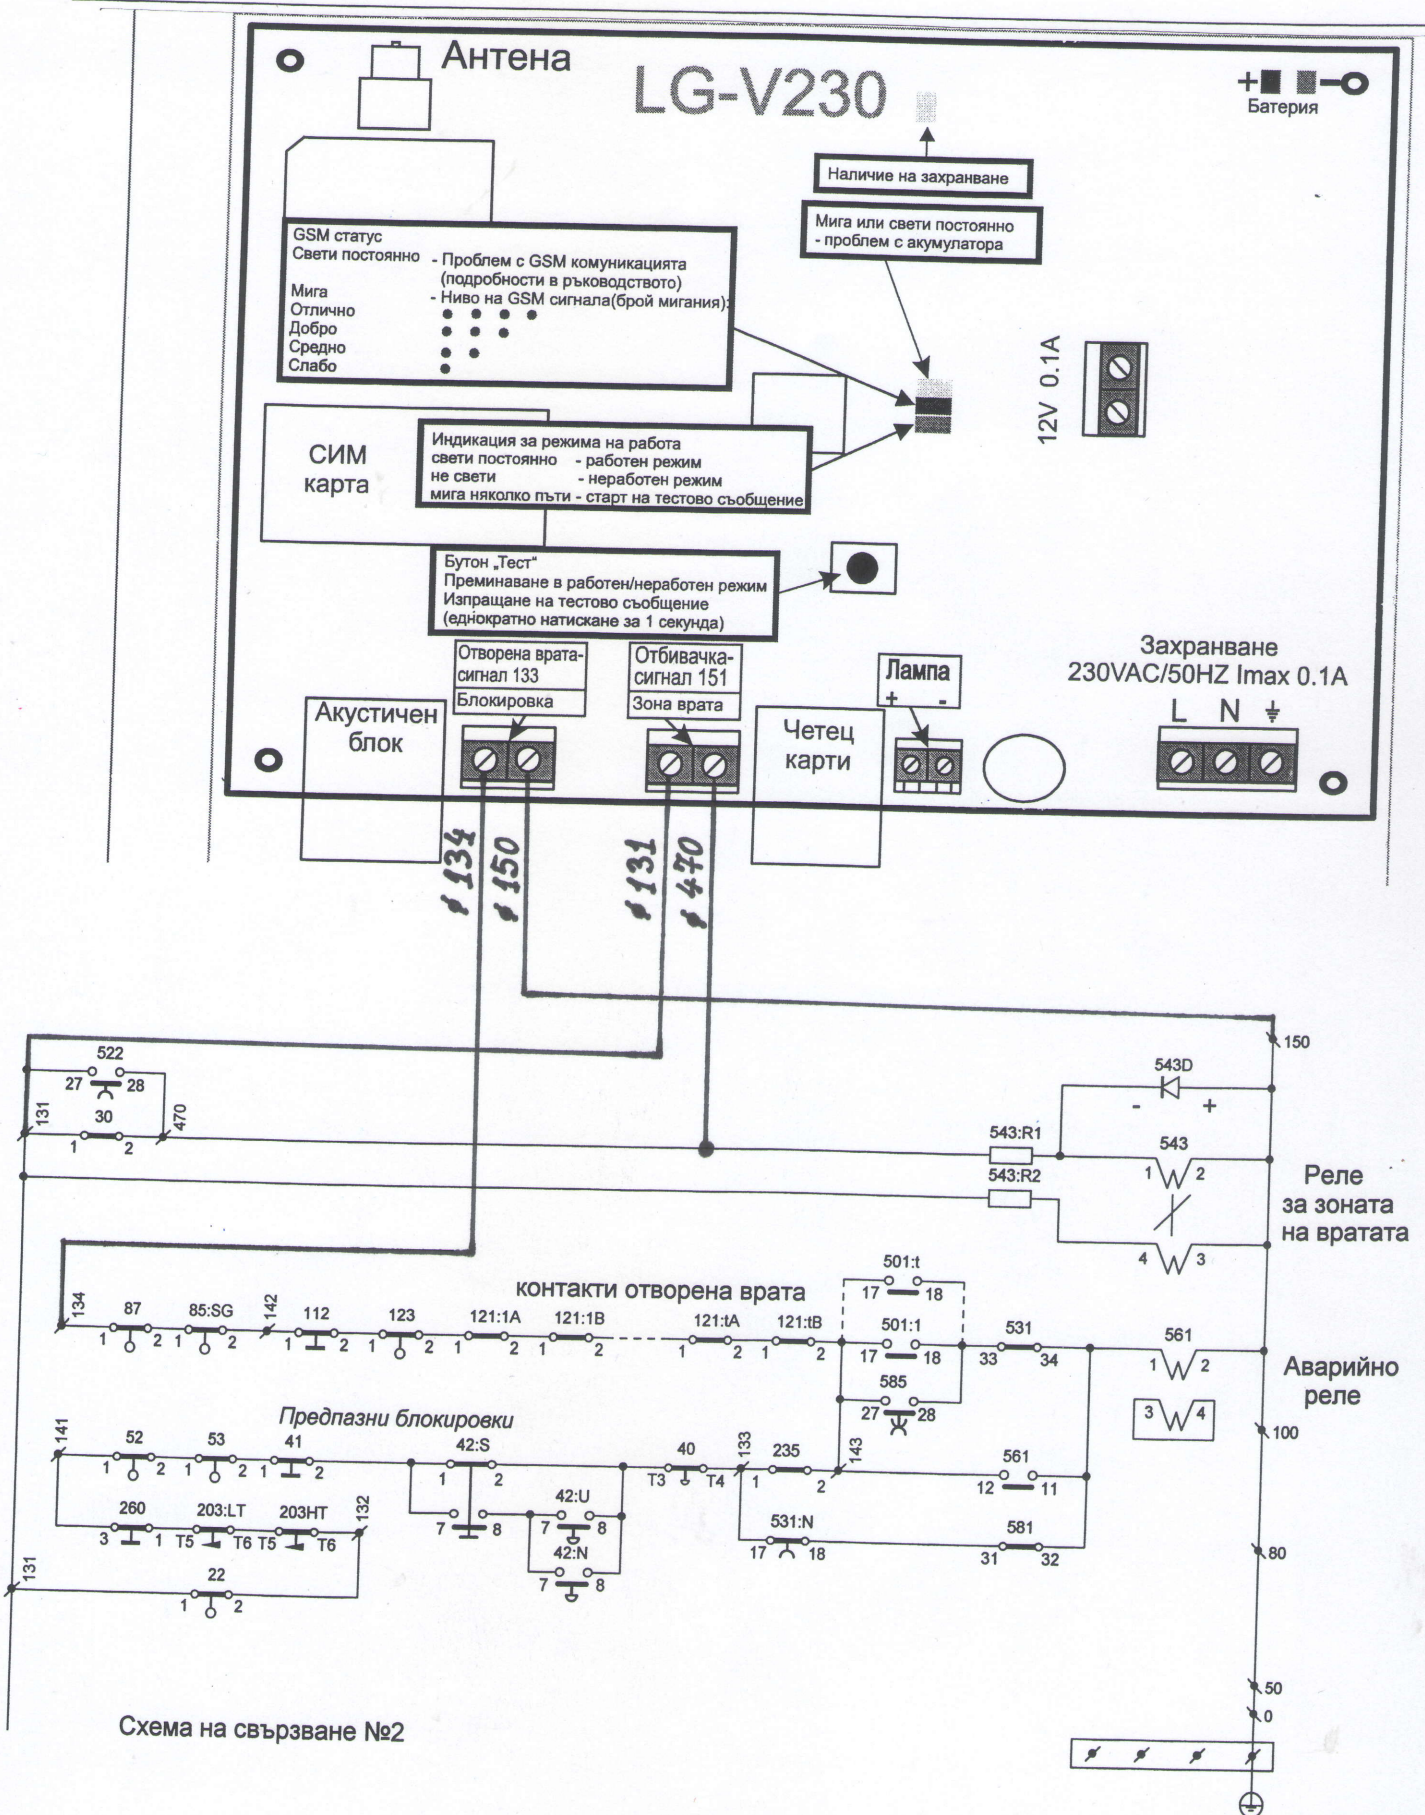 Антена
LG-V230
+ -
Батерия
Наличие на захранване
Мига или свети постоянно
- проблем с акумулатора
GSM статус
Свети постоянно - Проблем с GSM комуникацията
(подробности в ръководството)
Мига - Ниво на GSM сигнала(брой мигания):
Отлично
Добро
Средно
Слабо
12V 0.1A
СИМ
карта
Индикация за режима на работа
свети постоянно - работен режим
не свети - неработен режим
мига няколко пъти - старт на тестово съобщение
Бутон „Тест“
Преминаване в работен/неработен режим
Изпращане на тестово съобщение
(еднократно натискане за 1 секунда)
Отворена врата-
сигнал 133
Блокировка
Отбивачка-
сигнал 151
Зона врата
Лампа
+ -
Захранване
230VAC/50HZ Imax 0.1A
L N
Акустичен
блок
Четец
карти
ø 134
ø 150
ø 131
ø 470
150
522
27 28
131
30
1 2
470
543D
- +
543:R1
543
1 2
543:R2
4 3
Реле
за зоната
на вратата
контакти отворена врата
501:t
17 18
134
87
1 2
85:SG
1 2
142
112
1 2
123
1 2
121:1A
1 2
121:1B
1 2
121:tA
1 2
121:tB
1 2
501:1
17 18
531
33 34
561
1 2
585
27 28
3 4
Аварийно
реле
100
Предпазни блокировки
141
52
1 2
53
1 2
41
1 2
42:S
1 2
40
T3 T4
133
235
1 2
143
561
12 11
260
3 1
203:LT
T5 T6
203HT
T5 T6
132
7 8
42:U
7 8
42:N
7 8
531:N
17 18
581
31 32
80
131
22
1 2
50
0
Схема на свързване №2